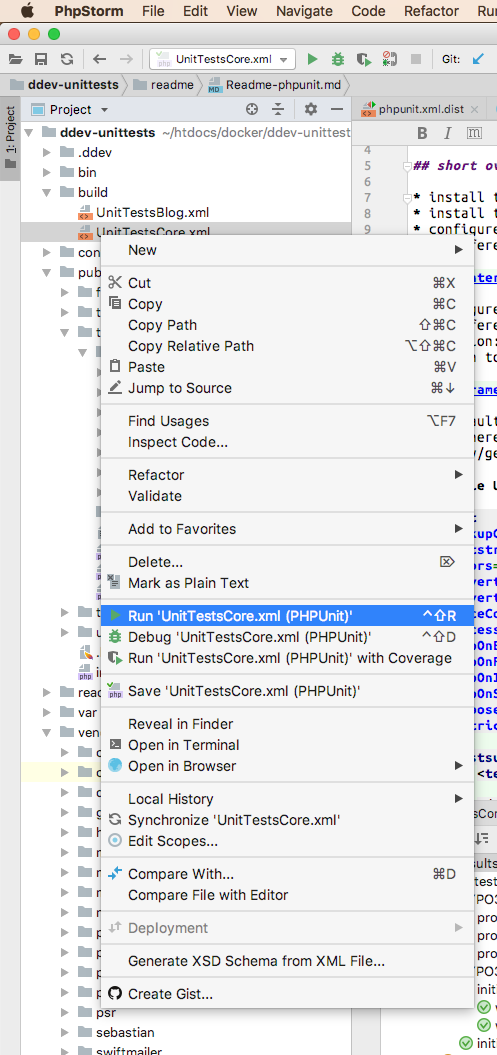 PhpStorm File Edit View Navigate Code Refactor
UnitTestsCore.xml Git:
ddev-unittests readme Readme-phpunit.md
1: Project
Project phpunit.xml.dist
ddev-unittests ~/htdocs/docker/ddev-unittest
B I m
.ddev
bin
build
UnitTestsBlog.xml
UnitTestsCore.xml
4
5 ## short ov
6
7 * install t
8 * install t
9 * configure
New
Cut ⌘X
Copy ⌘C
Copy Path ⇧⌘C
Copy Relative Path ⌥⇧⌘C
Paste ⌘V
Jump to Source ⌘↓
Find Usages ⌥F7
Inspect Code...
Refactor
Validate
Add to Favorites
Delete... ⌦
Mark as Plain Text
Run 'UnitTestsCore.xml (PHPUnit)' ^⇧R
Debug 'UnitTestsCore.xml (PHPUnit)' ^⇧D
Run 'UnitTestsCore.xml (PHPUnit)' with Coverage
Save 'UnitTestsCore.xml (PHPUnit)'
Reveal in Finder
Open in Terminal
Open in Browser
Local History
Synchronize 'UnitTestsCore.xml'
Edit Scopes...
Compare With... ⌘D
Compare File with Editor
Deployment
Generate XSD Schema from XML File...
Create Gist...
con
pub
read
var
ven
psr
sebastian
swiftmailer